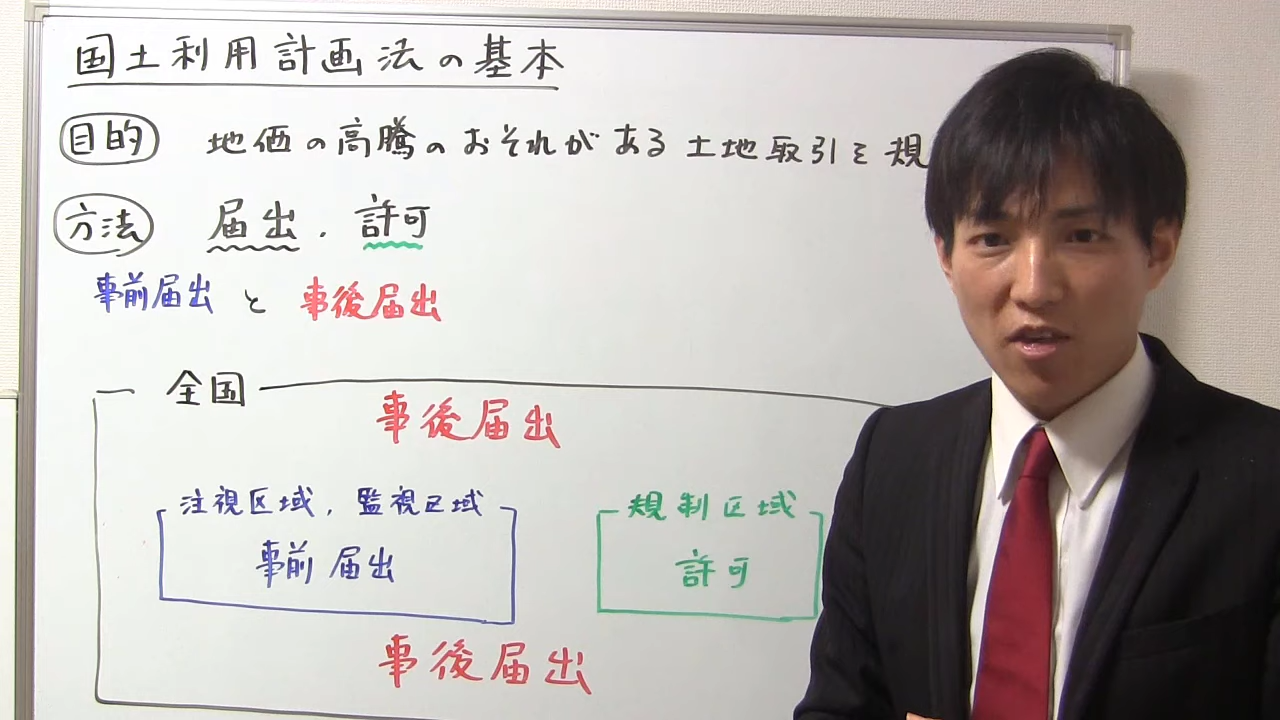 国土利用計画法の基本
目的 地価の高騰のおそれがある土地取引を規
方法 届出、許可
事前届出と事後届出
全国
事後届出
注視区域、監視区域
事前届出
規制区域
許可
事後届出